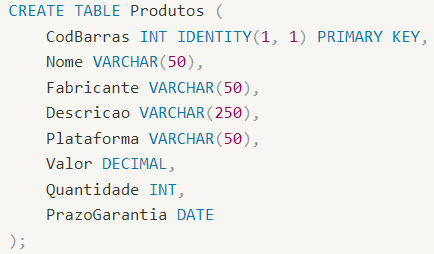 CREATE TABLE Produtos (
    CodBarras INT IDENTITY(1, 1) PRIMARY KEY,
    Nome VARCHAR(50),
    Fabricante VARCHAR(50),
    Descricao VARCHAR(250),
    Plataforma VARCHAR(50),
    Valor DECIMAL,
    Quantidade INT,
    PrazoGarantia DATE
);